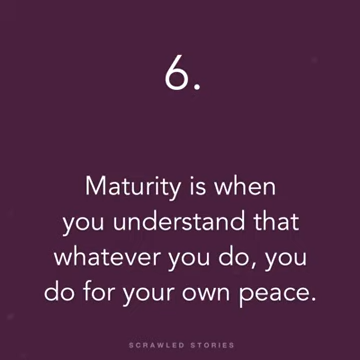 6.
Maturity is when
you understand that
whatever you do, you
do for your own peace.
SCRAWLED STORIES